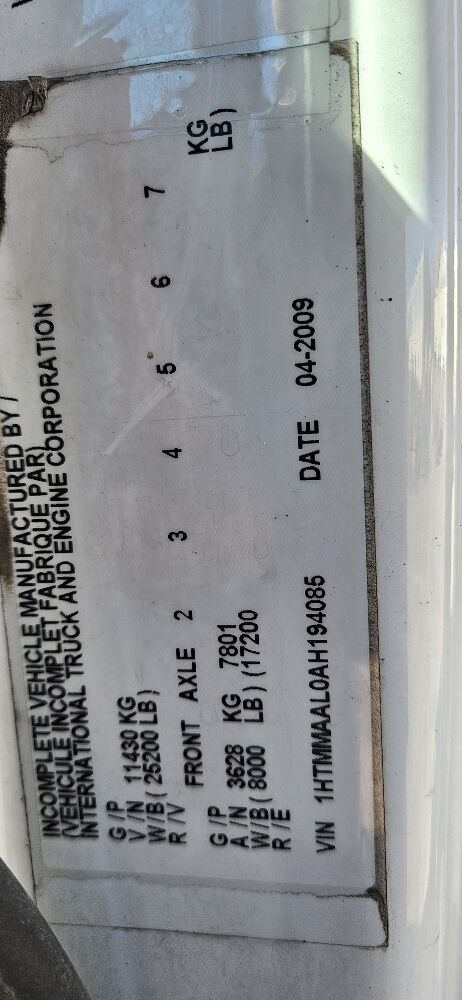 INCOMPLETE VEHICLE MANUFACTURED BY /
(VEHICULE INCOMPLET FABRIQUE PAR)
INTERNATIONAL TRUCK AND ENGINE CORPORATION
G /P
V /N 11430 KG
W/B ( 25200 LB )
R /V
FRONT AXLE 2 3 4 5 6 7
G /P
A /N 3628 KG 7801 KG
W/B ( 8000 LB ) (17200 LB )
R /E
VIN 1HTMMAAL0AH194085 DATE 04-2009